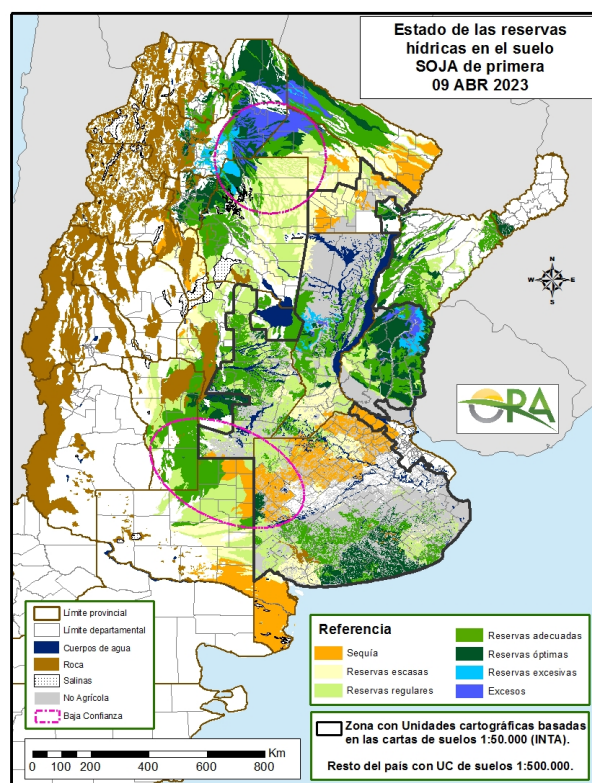 Estado de las reservas
hídricas en el suelo
SOJA de primera
09 ABR 2023
N
W E
S
ORA
Límite provincial
Límite departamental
Cuerpos de agua
Roca
Salinas
No Agrícola
Baja Confianza
Km
0 50 100 200 400 600 800
Referencia
Sequía
Reservas escasas
Reservas regulares
Reservas adecuadas
Reservas óptimas
Reservas excesivas
Excesos
Zona con Unidades cartográficas basadas
en las cartas de suelos 1:50.000 (INTA).
Resto del país con UC de suelos 1:500.000.